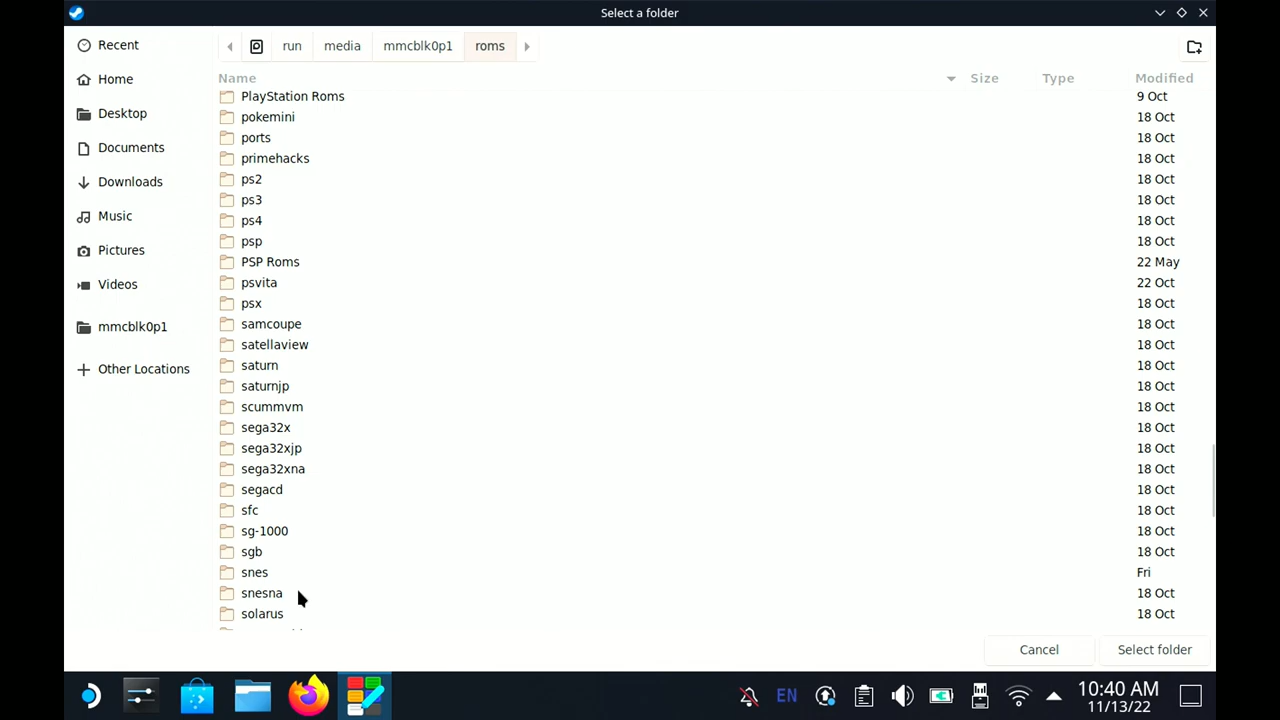 Select a folder
Recent
Home
Desktop
Documents
Downloads
Music
Pictures
Videos
mmcblk0p1
Other Locations
run media mmcblk0p1 roms
Name Size Type Modified
PlayStation Roms 9 Oct
pokemini 18 Oct
ports 18 Oct
primehacks 18 Oct
ps2 18 Oct
ps3 18 Oct
ps4 18 Oct
psp 18 Oct
PSP Roms 22 May
psvita 22 Oct
psx 18 Oct
samcoupe 18 Oct
satellaview 18 Oct
saturn 18 Oct
saturnjp 18 Oct
scummvm 18 Oct
sega32x 18 Oct
sega32xjp 18 Oct
sega32xna 18 Oct
segacd 18 Oct
sfc 18 Oct
sg-1000 18 Oct
sgb 18 Oct
snes Fri
snesna 18 Oct
solarus 18 Oct
Cancel Select folder
EN
10:40 AM
11/13/22